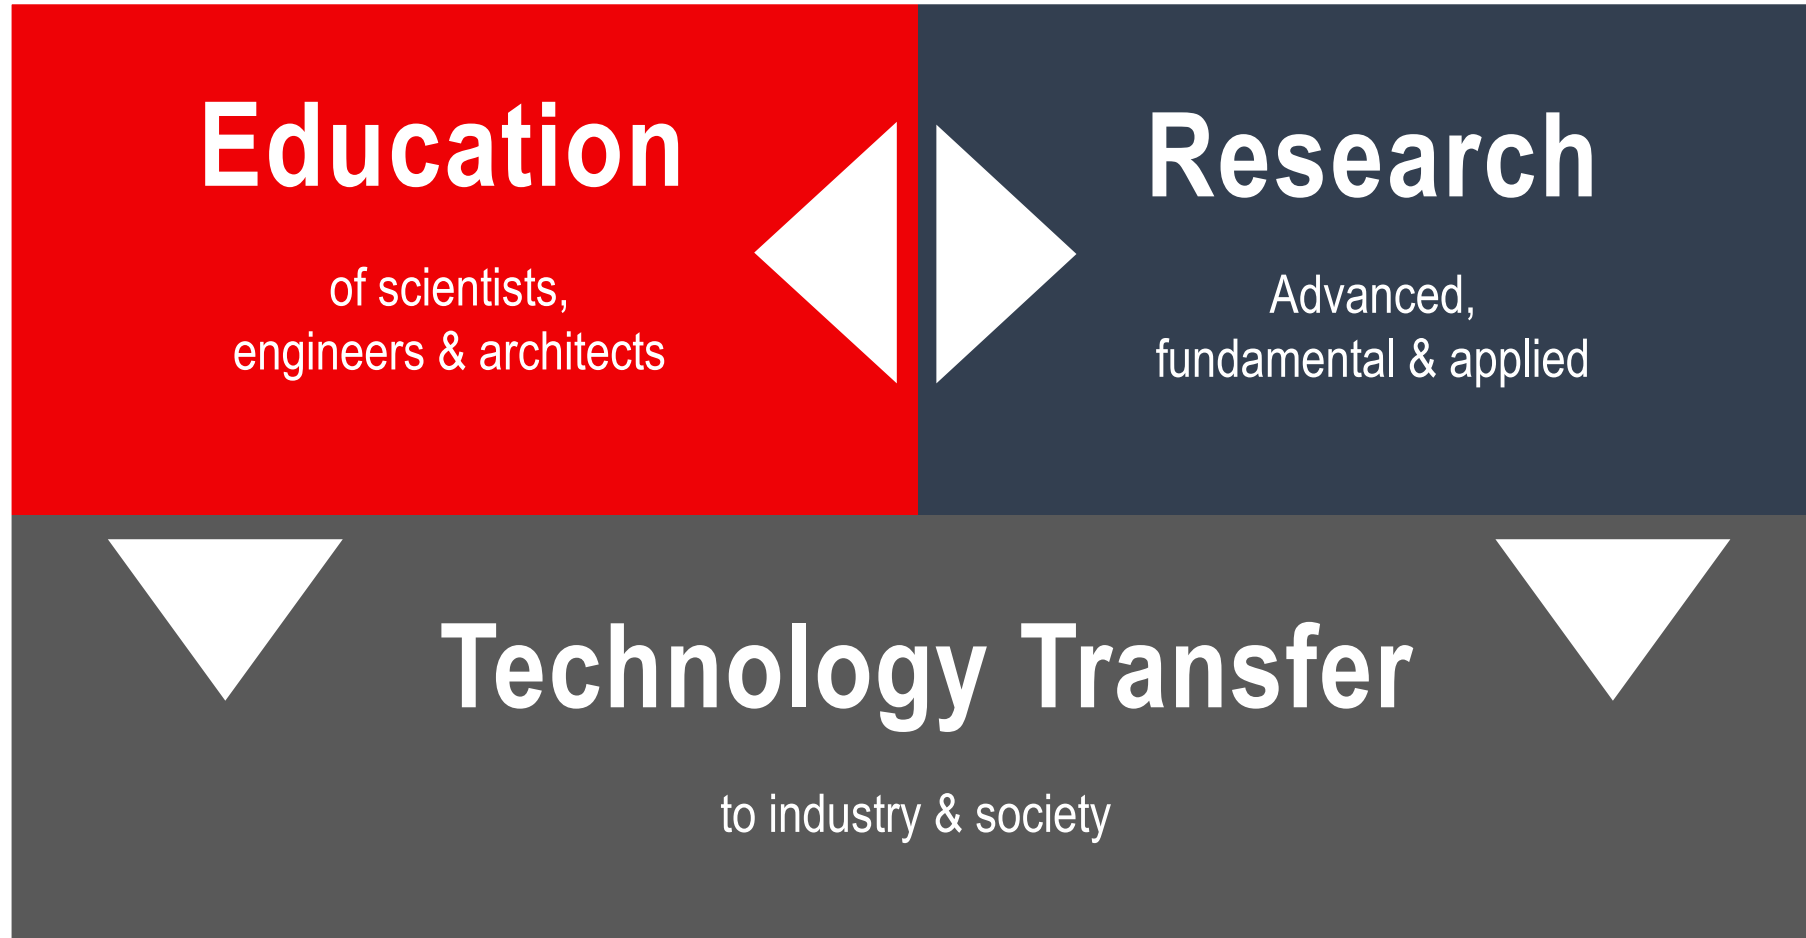 Education
of scientists,
engineers & architects
Research
Advanced,
fundamental & applied
Technology Transfer
to industry & society